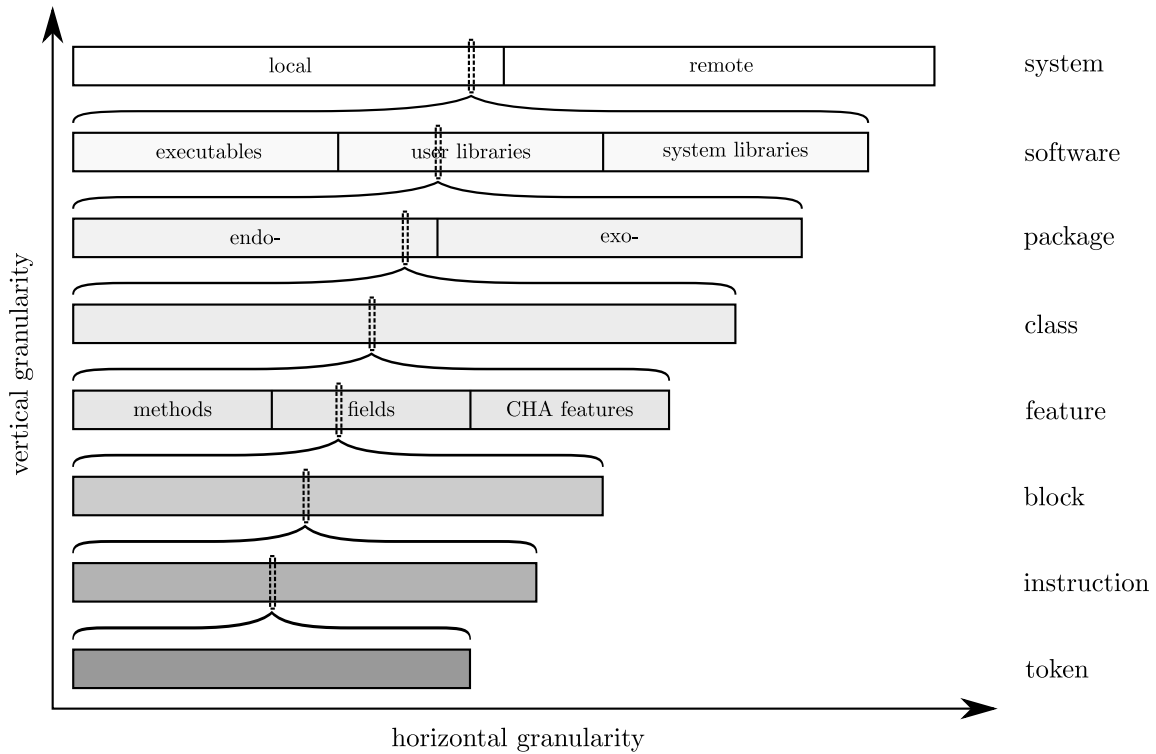 local
remote
system
executables
user libraries
system libraries
software
endo-
exo-
package
class
methods
fields
CHA features
feature
block
instruction
token
vertical granularity
horizontal granularity